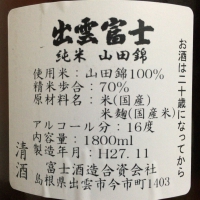 出雲富士
純米 山田錦
使用米：山田錦100%
精米歩合：70%
原材料名：米(国産)
米麹(国産米)
アルコール分：16度
内容量：1800ml
製造年月：H27.11
富士酒造合資会社
島根県出雲市今市町1403
清酒
お酒は二十歳になってから